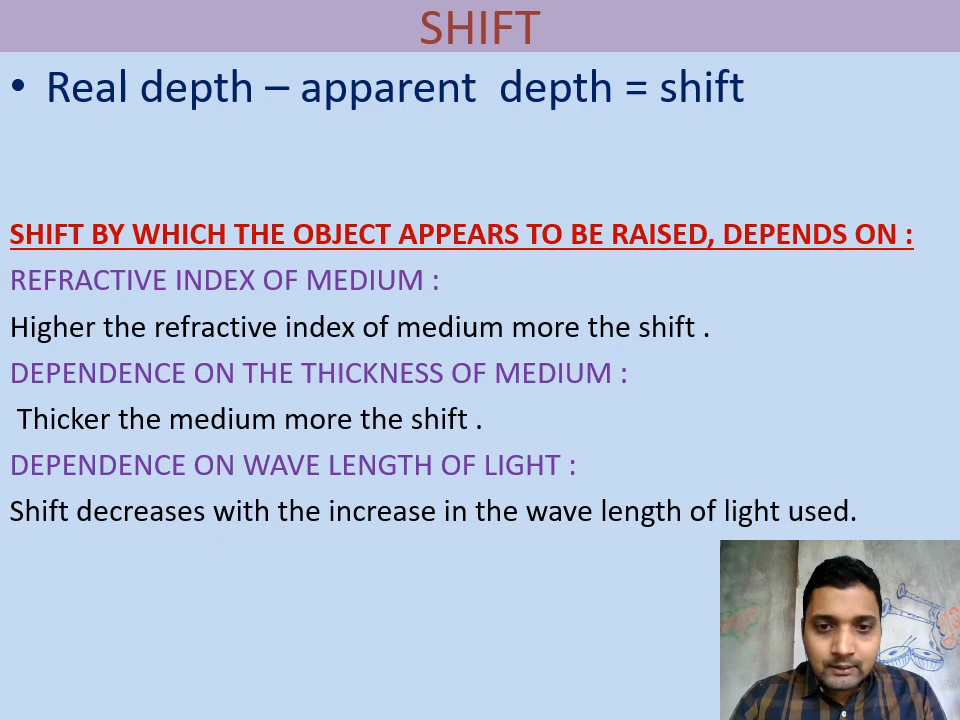 SHIFT
• Real depth – apparent depth = shift
SHIFT BY WHICH THE OBJECT APPEARS TO BE RAISED, DEPENDS ON :
REFRACTIVE INDEX OF MEDIUM :
Higher the refractive index of medium more the shift .
DEPENDENCE ON THE THICKNESS OF MEDIUM :
Thicker the medium more the shift .
DEPENDENCE ON WAVE LENGTH OF LIGHT :
Shift decreases with the increase in the wave length of light used.